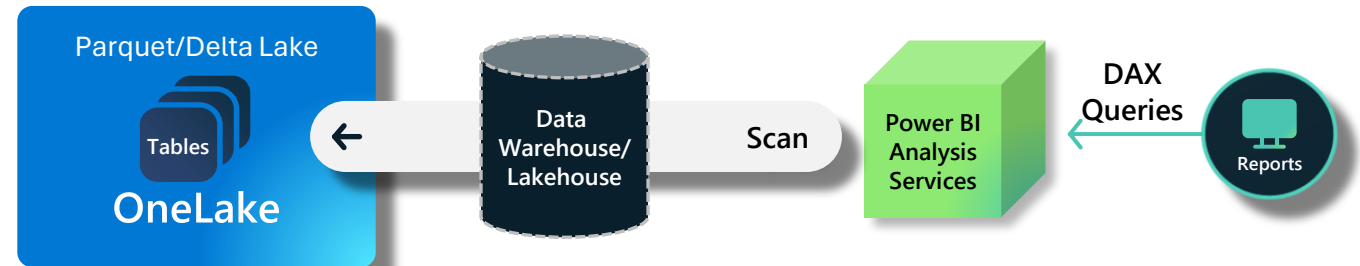 Parquet/Delta Lake
Tables
OneLake
Data
Warehouse/
Lakehouse
Scan
Power BI
Analysis
Services
DAX
Queries
Reports